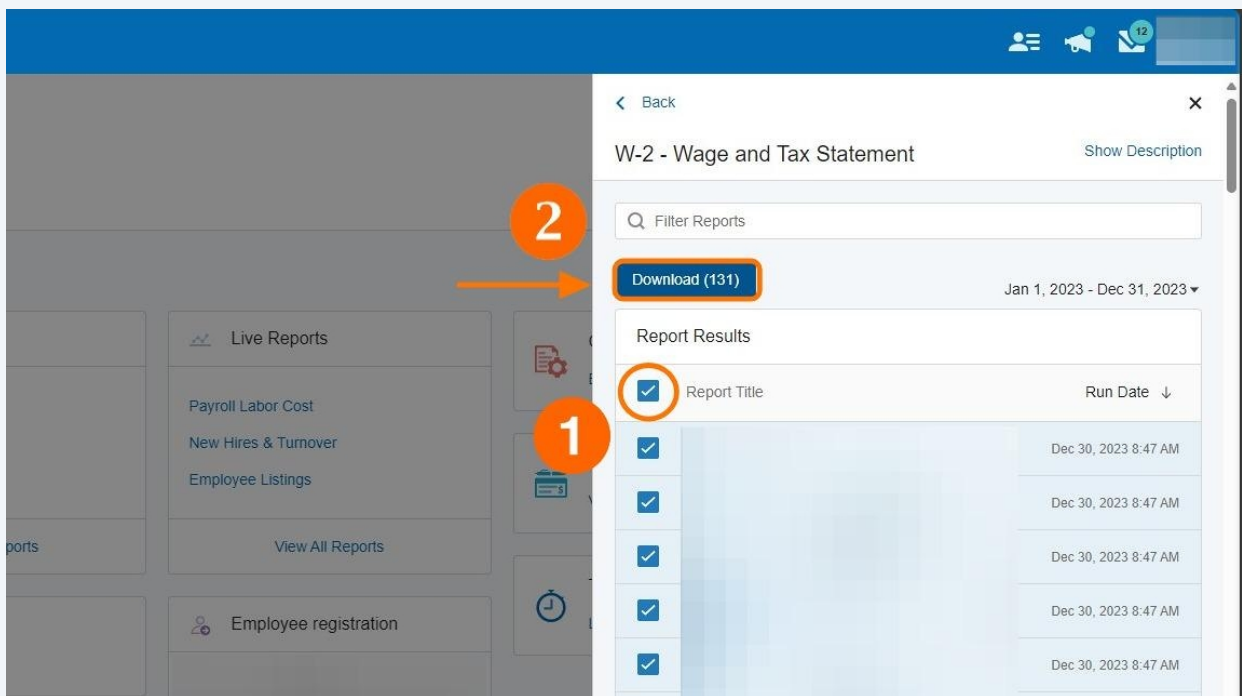 12
Back
W-2 - Wage and Tax Statement
Show Description
2
Filter Reports
Download (131)
Jan 1, 2023 - Dec 31, 2023
Live Reports
Report Results
Report Title
Run Date ↓
Payroll Labor Cost
1
New Hires & Turnover
Dec 30, 2023 8:47 AM
Employee Listings
Dec 30, 2023 8:47 AM
ports
View All Reports
Dec 30, 2023 8:47 AM
Employee registration
Dec 30, 2023 8:47 AM
Dec 30, 2023 8:47 AM